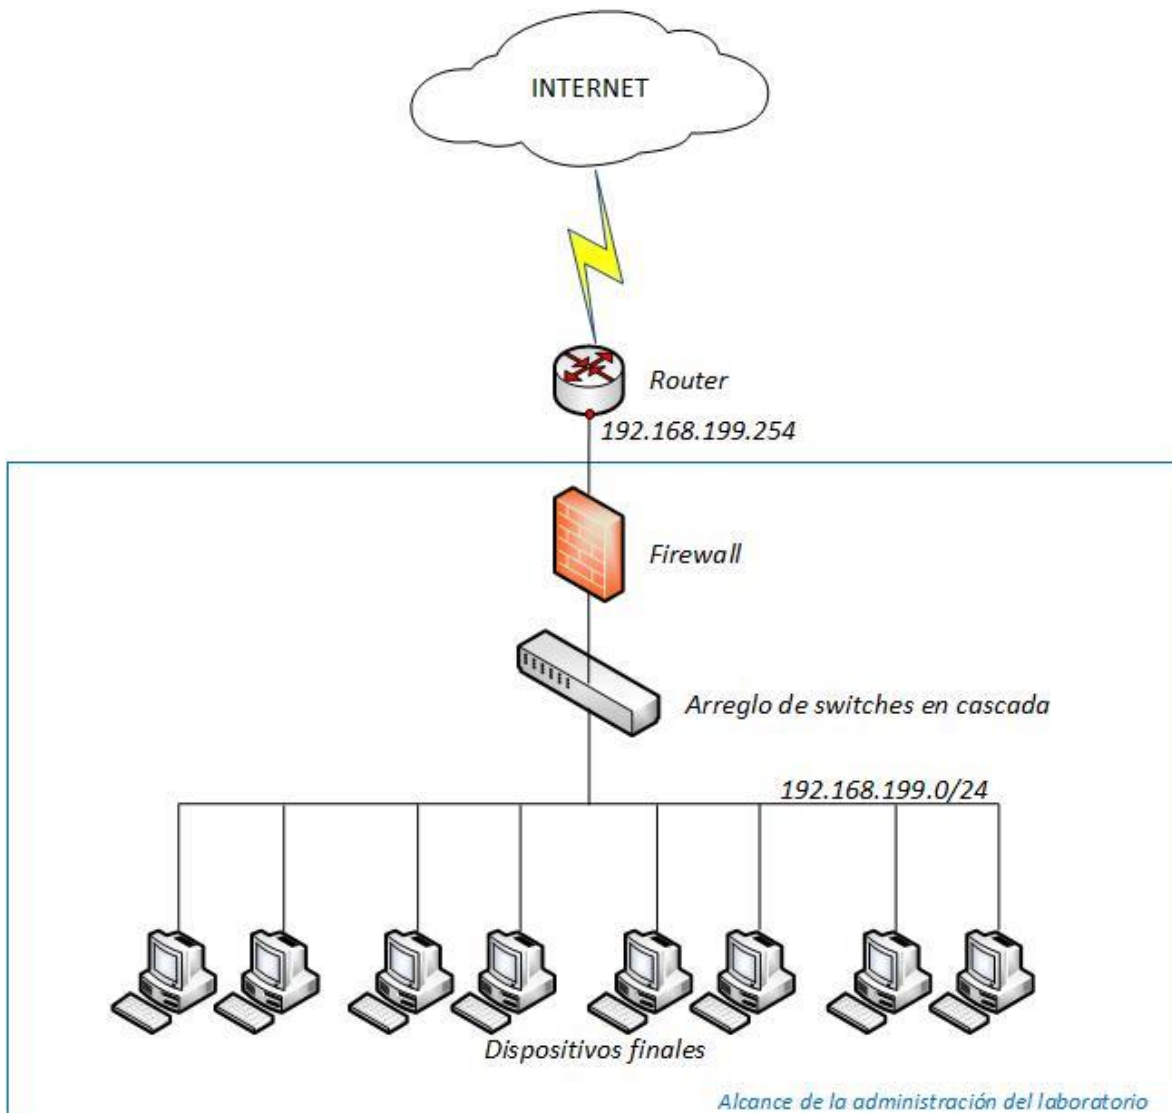 INTERNET
Router
192.168.199.254
Firewall
Arreglo de switches en cascada
192.168.199.0/24
Dispositivos finales
Alcance de la administración del laboratorio